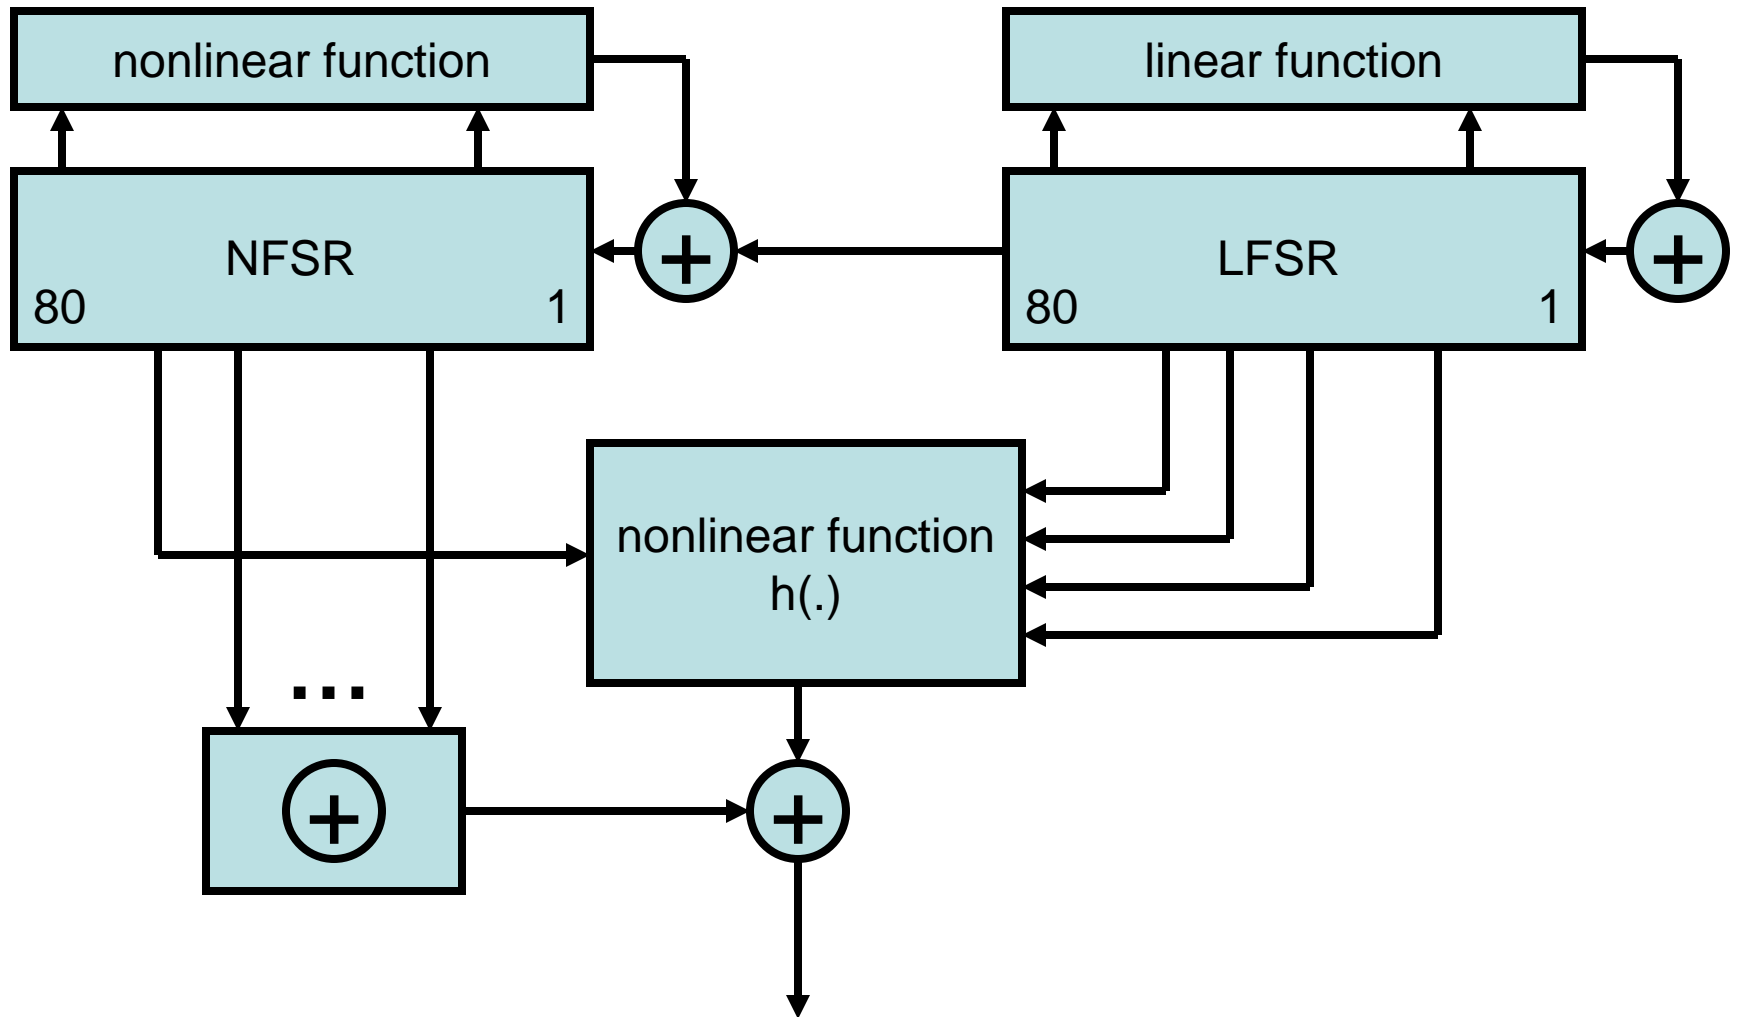 nonlinear function
linear function
NFSR
80 1
+
LFSR
80 1
+
nonlinear function
h(.)
...
+
+